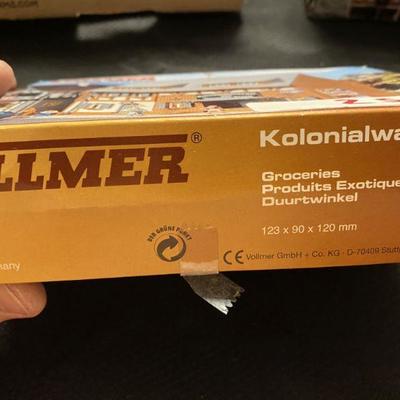 LLMER®
Kolonialwa
Groceries
Produits Exotique
Duurtwinkel
123 x 90 x 120 mm
DER GRÜNE PUNKT
CE Vollmer GmbH + Co. KG · D-70409 Stutt
many